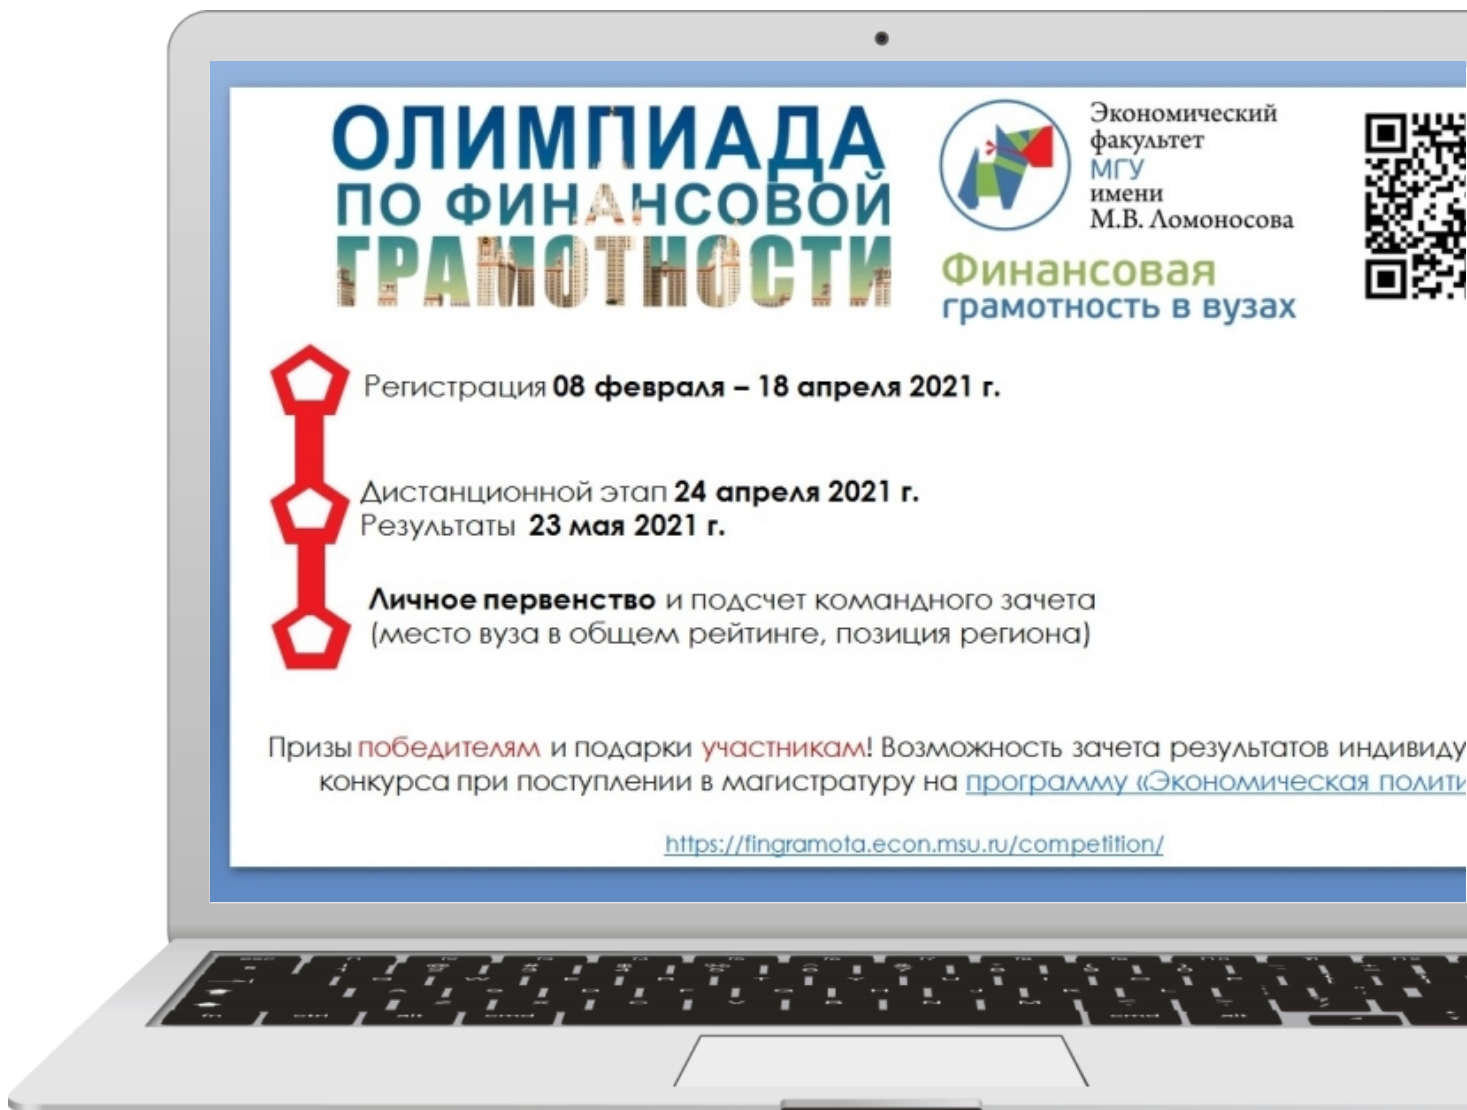 ОЛИМПИАДА
ПО ФИНАНСОВОЙ
ГРАМОТНОСТИ
Экономический
факультет
МГУ
имени
М.В. Ломоносова
Финансовая
грамотность в вузах
Регистрация 08 февраля – 18 апреля 2021 г.
Дистанционной этап 24 апреля 2021 г.
Результаты 23 мая 2021 г.
Личное первенство и подсчет командного зачета
(место вуза в общем рейтинге, позиция региона)
Призы победителям и подарки участникам! Возможность зачета результатов индивиду
конкурса при поступлении в магистратуру на программу «Экономическая полити
https://fingramota.econ.msu.ru/competition/